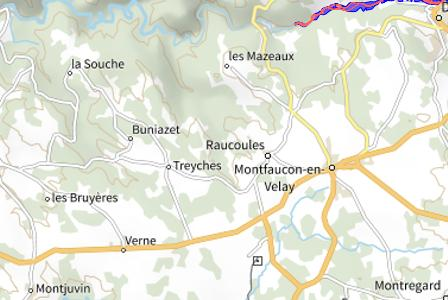 D
les Mazeaux
la Souche
Buniazet
Raucoules
Treyches
Montfaucon-en-
Velay
les Bruyères
Verne
Montjuvin
Montregard